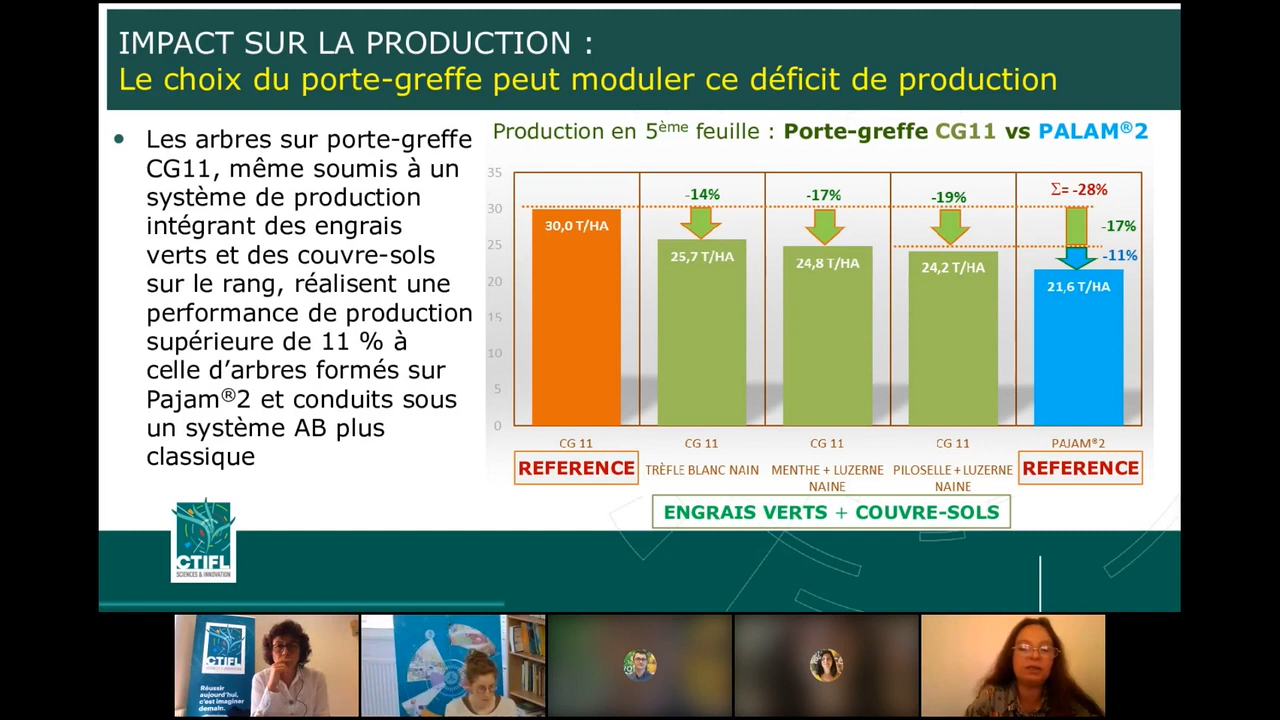 IMPACT SUR LA PRODUCTION :
Le choix du porte-greffe peut moduler ce déficit de production
• Les arbres sur porte-greffe
CG11, même soumis à un
système de production
intégrant des engrais
verts et des couvre-sols
sur le rang, réalisent une
performance de production
supérieure de 11 % à
celle d’arbres formés sur
Pajam®2 et conduits sous
un système AB plus
classique
Production en 5ème feuille : Porte-greffe CG11 vs PALAM®2
35
30
25
20
15
10
5
0
-14%
-17%
-19%
Σ= -28%
-17%
-11%
30,0 T/HA
25,7 T/HA
24,8 T/HA
24,2 T/HA
21,6 T/HA
CG 11
CG 11
CG 11
CG 11
PAJAM®2
REFERENCE
TRÈFLE BLANC NAIN
MENTHE + LUZERNE
NAINE
PILOSELLE + LUZERNE
NAINE
REFERENCE
ENGRAIS VERTS + COUVRE-SOLS
CTIFL
SCIENCES & INNOVATION
CTIFL
Réussir
aujourd'hui,
c'est imaginer
demain.